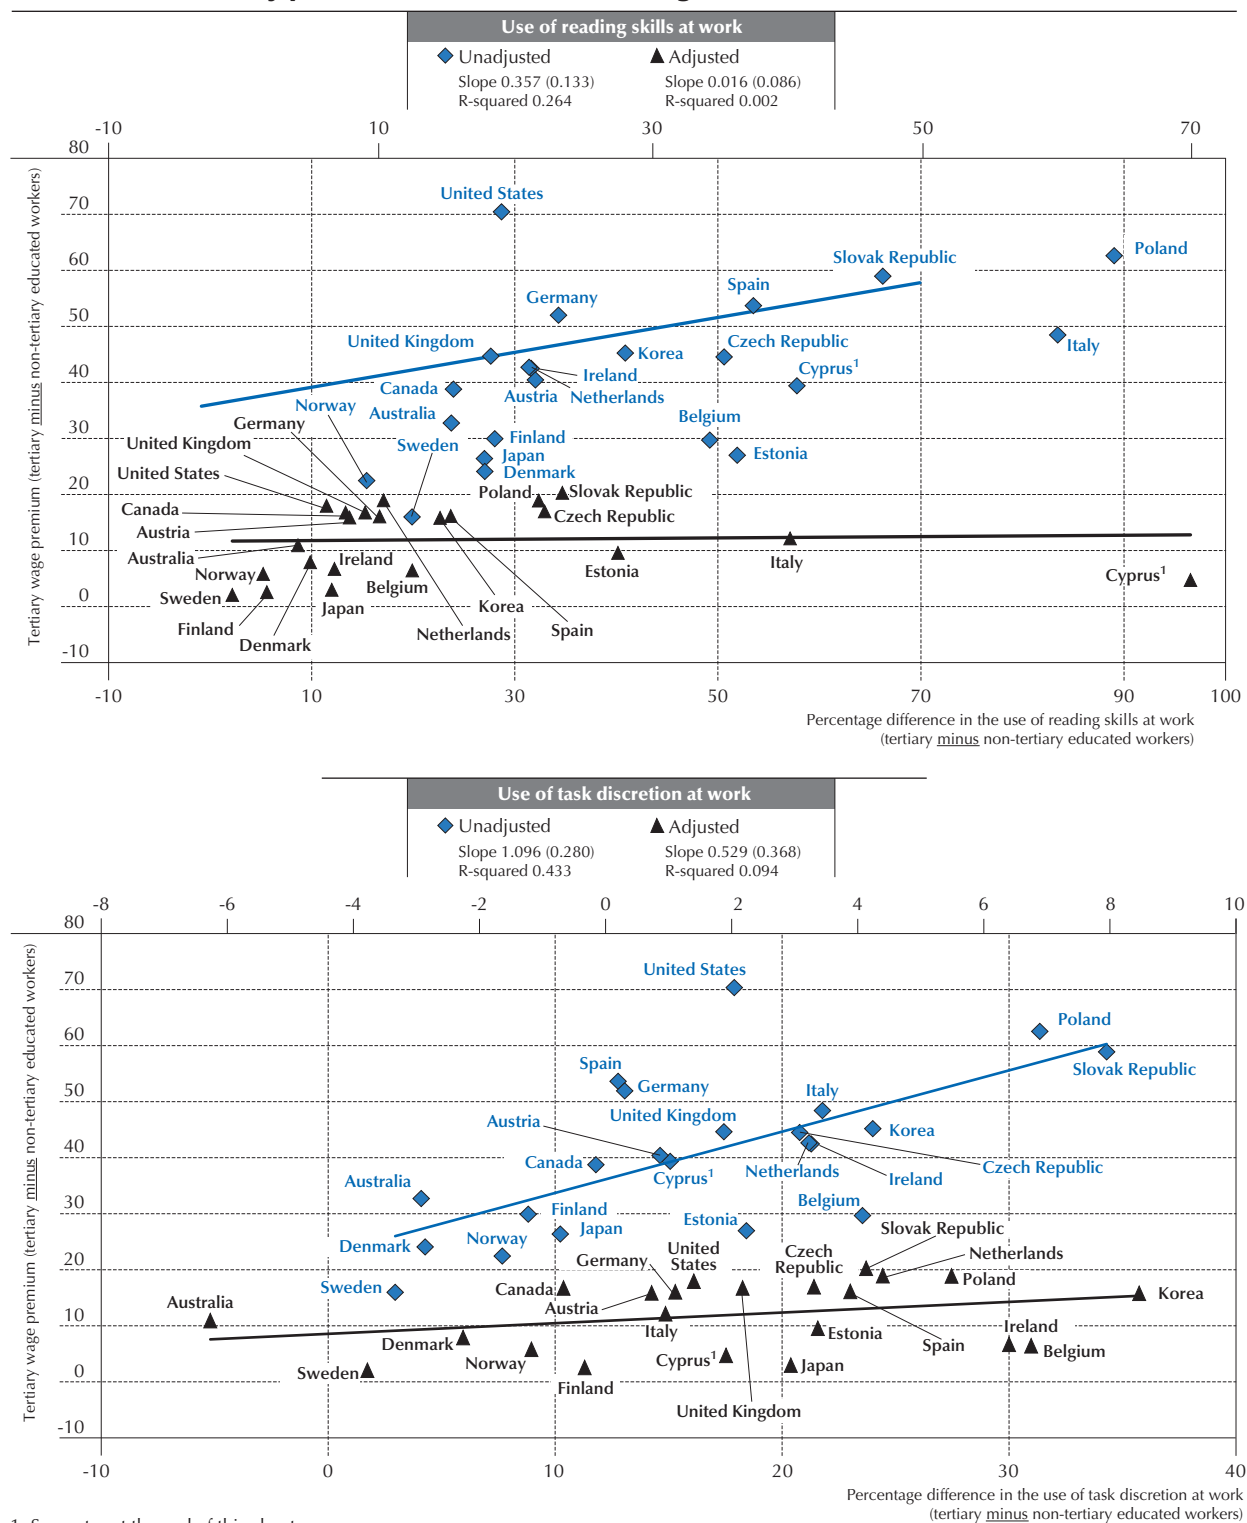 Use of reading skills at work
Unadjusted
Adjusted
Slope 0.357 (0.133)
Slope 0.016 (0.086)
R-squared 0.264
R-squared 0.002
-10 10 30 50 70
80
70
60
50
40
30
20
10
0
-10
Tertiary wage premium (tertiary minus non-tertiary educated workers)
United States
Poland
Slovak Republic
Spain
Germany
United Kingdom
Korea
Czech Republic
Italy
Ireland
Cyprus1
Canada
Austria
Netherlands
Norway
Australia
Belgium
Germany
Sweden
Finland
United Kingdom
Japan
Estonia
United States
Denmark
Poland
Slovak Republic
Canada
Czech Republic
Austria
Australia
Ireland
Italy
Norway
Belgium
Estonia
Cyprus1
Sweden
Japan
Korea
Finland
Netherlands
Spain
Denmark
-10 10 30 50 70 90 100
Percentage difference in the use of reading skills at work
(tertiary minus non-tertiary educated workers)
Use of task discretion at work
Unadjusted
Adjusted
Slope 1.096 (0.280)
Slope 0.529 (0.368)
R-squared 0.433
R-squared 0.094
-8 -6 -4 -2 0 2 4 6 8 10
80
70
60
50
40
30
20
10
0
-10
Tertiary wage premium (tertiary minus non-tertiary educated workers)
United States
Poland
Spain
Slovak Republic
Germany
Italy
United Kingdom
Austria
Korea
Canada
Netherlands
Czech Republic
Cyprus1
Ireland
Australia
Belgium
Finland
Estonia
Japan
Slovak Republic
Norway
Denmark
United
States
Czech
Republic
Netherlands
Germany
Poland
Sweden
Canada
Korea
Australia
Austria
Italy
Estonia
Ireland
Denmark
Spain
Belgium
Norway
Cyprus1
Japan
Sweden
Finland
United Kingdom
-10 0 10 20 30 40
Percentage difference in the use of task discretion at work
(tertiary minus non-tertiary educated workers)